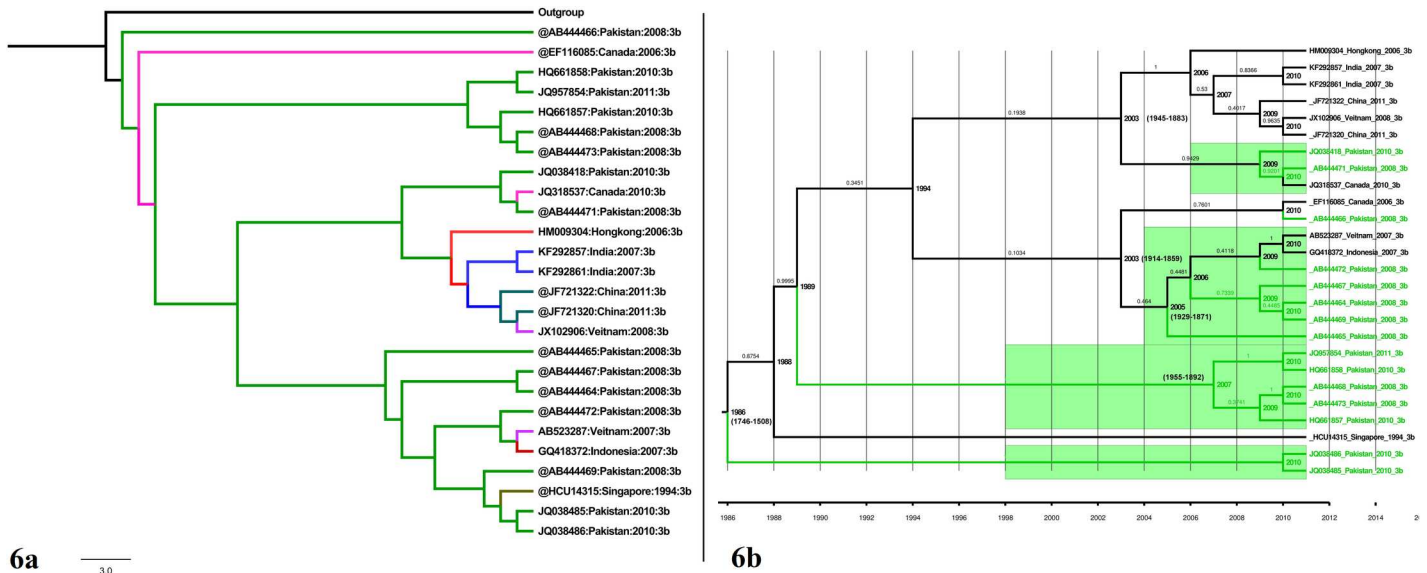 Outgroup
@AB444466:Pakistan:2008:3b
@EF116085:Canada:2006:3b
HQ661858:Pakistan:2010:3b
JQ957854:Pakistan:2011:3b
HQ661857:Pakistan:2010:3b
@AB444468:Pakistan:2008:3b
@AB444473:Pakistan:2008:3b
JQ038418:Pakistan:2010:3b
JQ318537:Canada:2010:3b
@AB444471:Pakistan:2008:3b
HM009304:Hongkong:2006:3b
KF292857:India:2007:3b
KF292861:India:2007:3b
@JF721322:China:2011:3b
@JF721320:China:2011:3b
JX102906:Veitnam:2008:3b
@AB444465:Pakistan:2008:3b
@AB444467:Pakistan:2008:3b
@AB444464:Pakistan:2008:3b
@AB444472:Pakistan:2008:3b
AB523287:Veitnam:2007:3b
GQ418372:Indonesia:2007:3b
@AB444469:Pakistan:2008:3b
@HCU14315:Singapore:1994:3b
JQ038485:Pakistan:2010:3b
JQ038486:Pakistan:2010:3b
6a
3.0
HM009304_Hongkong_2006_3b
1
2006
KF292857_India_2007_3b
0.8366
2010
KF292861_India_2007_3b
0.53
2007
_JF721322_China_2011_3b
0.4017
2009
JX102906_Veitnam_2008_3b
0.9635
2010
_JF721320_China_2011_3b
0.1938
2003
(1945-1883)
JQ038418_Pakistan_2010_3b
0.9429
2009
_AB444471_Pakistan_2008_3b
2010
JQ318537_Canada_2010_3b
0.3451
1994
_EF116085_Canada_2006_3b
0.7601
2010
_AB444466_Pakistan_2008_3b
AB523287_Veitnam_2007_3b
1
2010
GQ418372_Indonesia_2007_3b
0.4118
2009
_AB444472_Pakistan_2008_3b
0.1034
2003 (1914-1859)
0.4481
2006
_AB444467_Pakistan_2008_3b
2009
_AB444464_Pakistan_2008_3b
0.4485
2010
_AB444469_Pakistan_2008_3b
0.464
2005
(1929-1871)
_AB444465_Pakistan_2008_3b
0.9995
1989
JQ957854_Pakistan_2011_3b
1
2010
HQ661858_Pakistan_2010_3b
(1955-1892)
2007
_AB444468_Pakistan_2008_3b
1
2010
_AB444473_Pakistan_2008_3b
2009
HQ661857_Pakistan_2010_3b
0.8754
1988
_HCU14315_Singapore_1994_3b
1986
(1746-1508)
JQ038486_Pakistan_2010_3b
2010
JQ038485_Pakistan_2010_3b
1986 1988 1990 1992 1994 1996 1998 2000 2002 2004 2006 2008 2010 2012 2014
6b